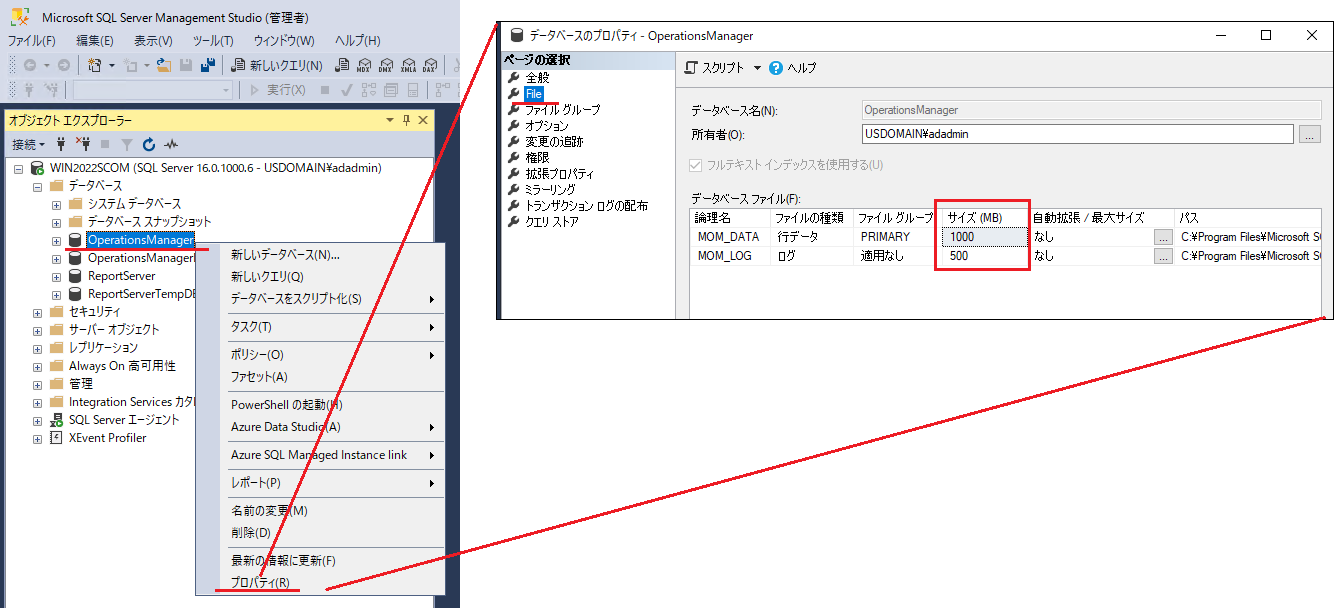 Microsoft SQL Server Management Studio (管理者)
ファイル(F) 編集(E) 表示(V) ツール(T) ウィンドウ(W) ヘルプ(H)
新しいクエリ(N) MDX DMX XMLA DAX
実行(X)
オブジェクト エクスプローラー
接続
WIN2022SCOM (SQL Server 16.0.1000.6 - USDOMAIN¥adadmin)
データベース
システム データベース
データベース スナップショット
OperationsManager
OperationsManager
ReportServer
ReportServerTempDB
セキュリティ
サーバー オブジェクト
レプリケーション
Always On 高可用性
管理
Integration Services カタ
SQL Server エージェント
XEvent Profiler
新しいデータベース(N)...
新しいクエリ(Q)
データベースをスクリプト化(S)
タスク(T)
ポリシー(O)
ファセット(A)
PowerShell の起動(H)
Azure Data Studio(A)
Azure SQL Managed Instance link
レポート(P)
名前の変更(M)
削除(D)
最新の情報に更新(F)
プロパティ(R)
データベースのプロパティ - OperationsManager
ページの選択
全般
File
ファイル グループ
オプション
変更の追跡
権限
拡張プロパティ
ミラーリング
トランザクション ログの配布
クエリ ストア
スクリプト ヘルプ
データベース名(N): OperationsManager
所有者(O): USDOMAIN¥adadmin ...
フルテキスト インデックスを使用する(U)
データベース ファイル(F):
論理名 ファイルの種類 ファイル グループ サイズ (MB) 自動拡張 / 最大サイズ パス
MOM_DATA 行データ PRIMARY 1000 なし ... C:¥Program Files¥Microsoft S
MOM_LOG ログ 適用なし 500 なし ... C:¥Program Files¥Microsoft S